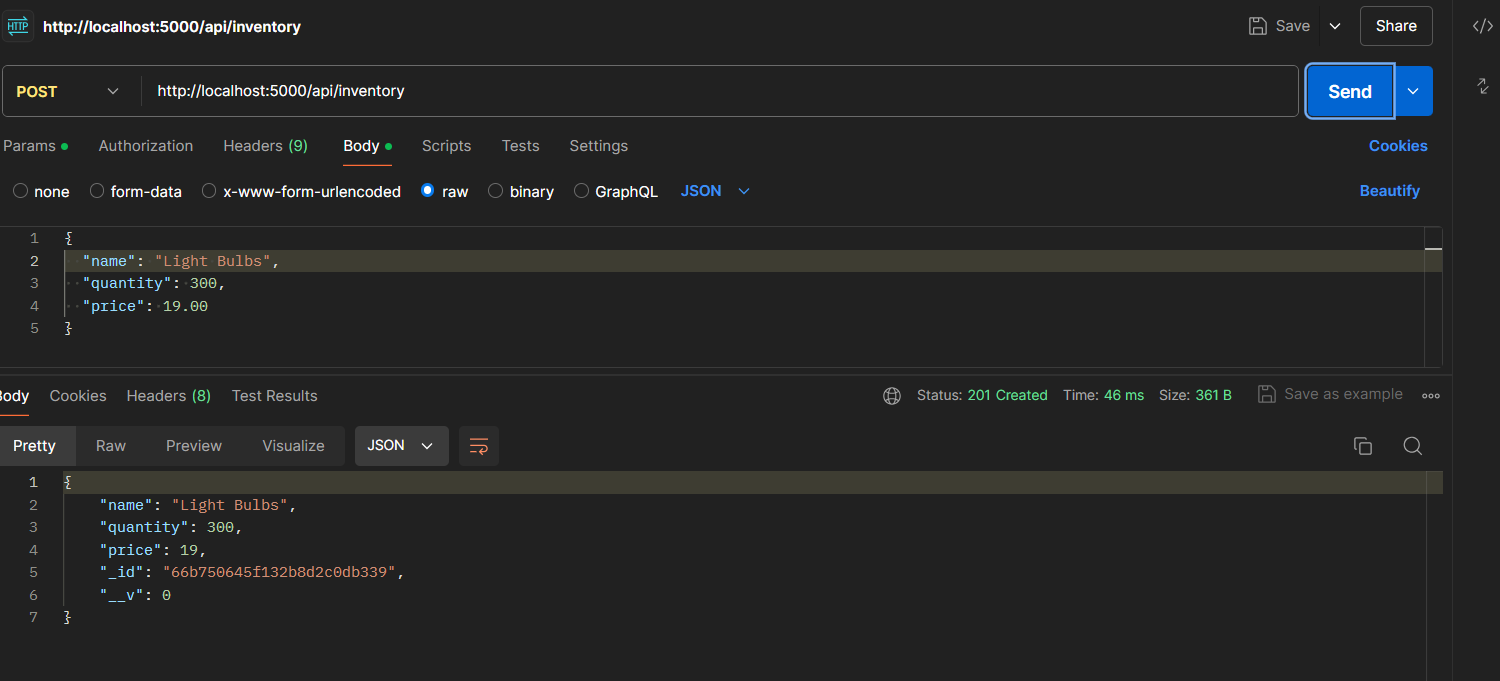 HTTP http://localhost:5000/api/inventory Save Share </>
POST http://localhost:5000/api/inventory Send
Params Authorization Headers (9) Body Scripts Tests Settings Cookies
none form-data x-www-form-urlencoded raw binary GraphQL JSON Beautify
1 {
2 "name": "Light Bulbs",
3 "quantity": 300,
4 "price": 19.00
5 }
Body Cookies Headers (8) Test Results Status: 201 Created Time: 46 ms Size: 361 B Save as example
Pretty Raw Preview Visualize JSON
1 {
2 "name": "Light Bulbs",
3 "quantity": 300,
4 "price": 19,
5 "_id": "66b750645f132b8d2c0db339",
6 "__v": 0
7 }